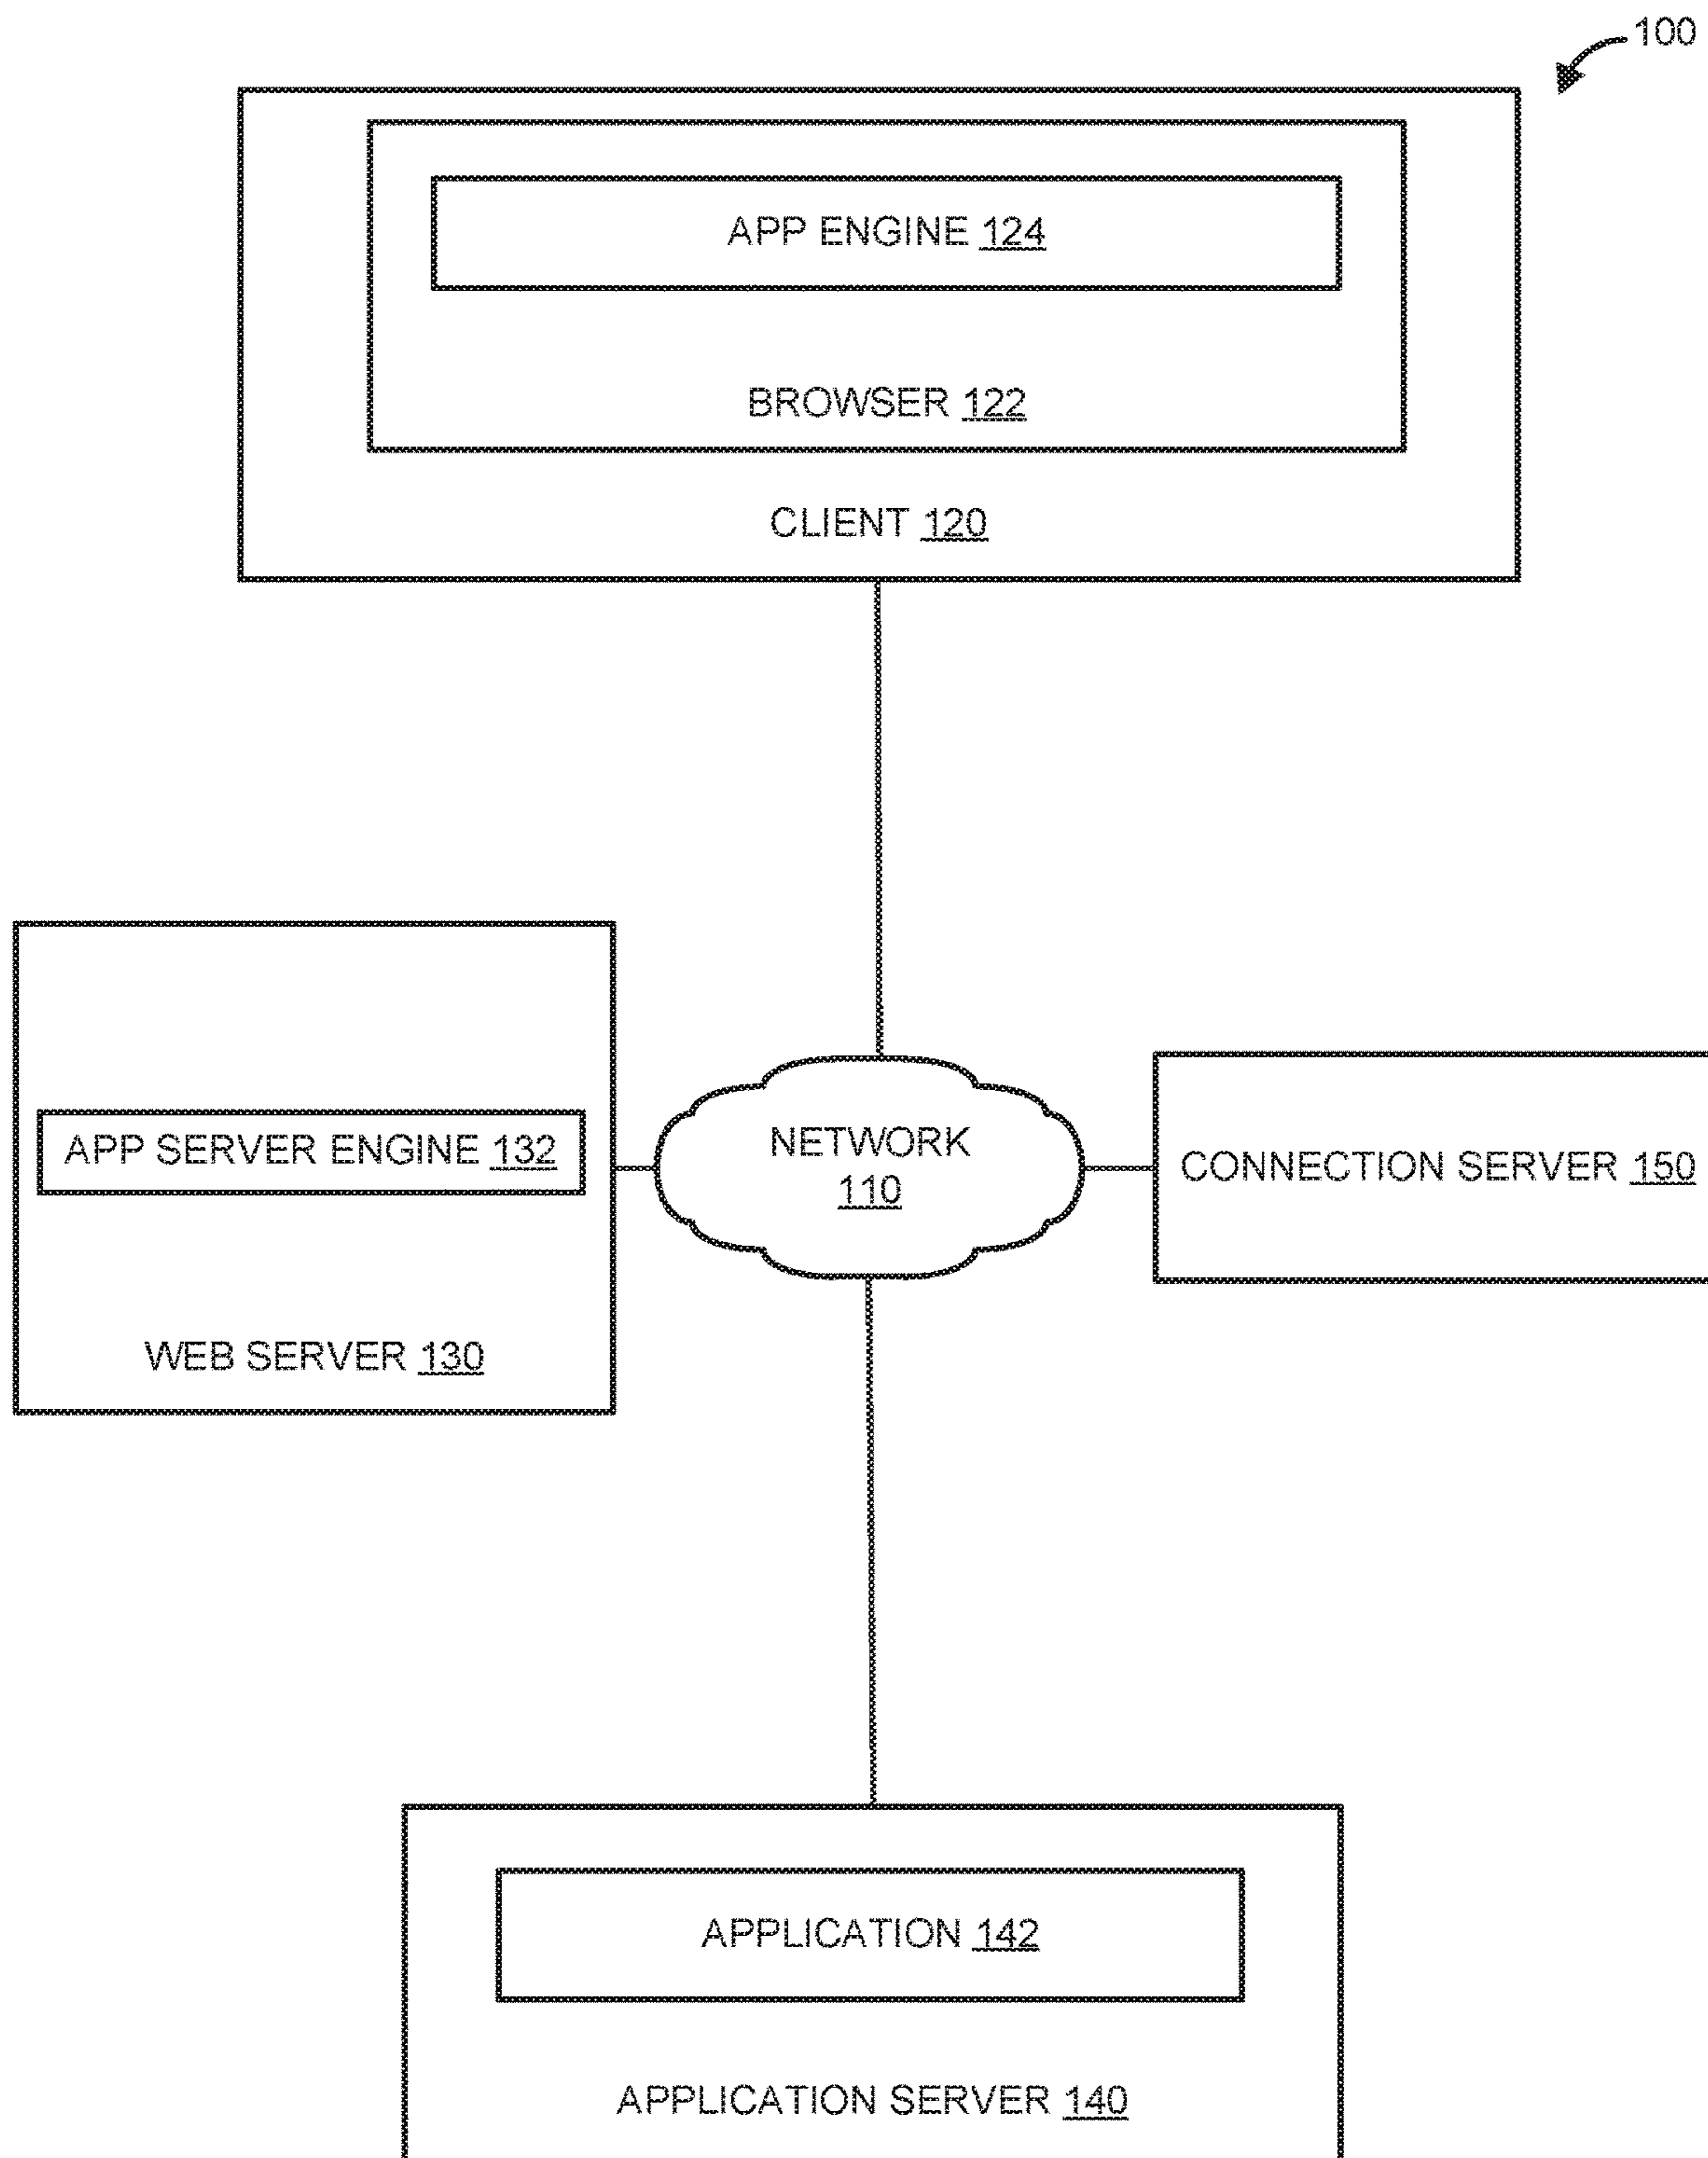 100
APP ENGINE 124
BROWSER 122
CLIENT 120
APP SERVER ENGINE 132
WEB SERVER 130
NETWORK
110
CONNECTION SERVER 150
APPLICATION 142
APPLICATION SERVER 140